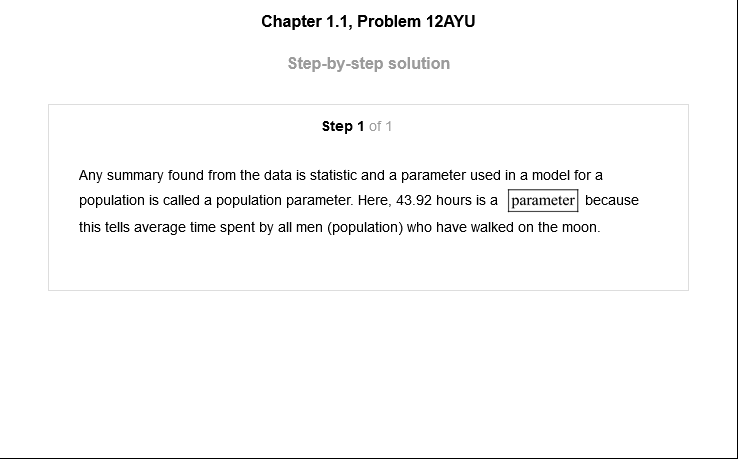 Chapter 1.1, Problem 12AYU
Step-by-step solution
Step 1 of 1
Any summary found from the data is statistic and a parameter used in a model for a
population is called a population parameter. Here, 43.92 hours is a parameter because
this tells average time spent by all men (population) who have walked on the moon.